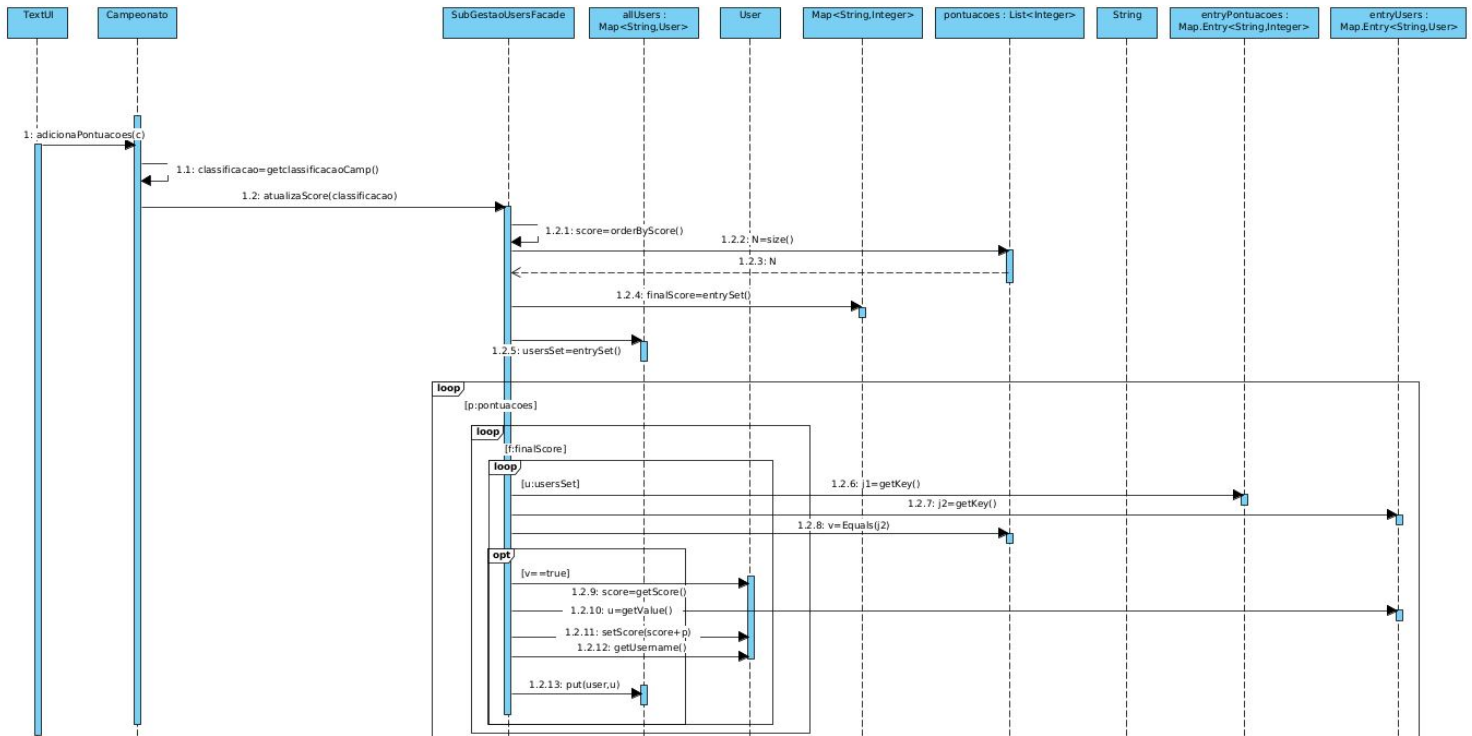 TextUI
Campeonato
SubGestaoUsersFacade
allUsers :
Map<String,User>
User
Map<String,Integer>
pontuacoes : List<Integer>
String
entryPontuacoes :
Map.Entry<String,Integer>
entryUsers :
Map.Entry<String,User>
1: adicionaPontuacoes(c)
1.1: classificacao=getclassificacaoCamp()
1.2: atualizaScore(classificacao)
1.2.1: score=orderByScore()
1.2.2: N=size()
1.2.3: N
1.2.4: finalScore=entrySet()
1.2.5: usersSet=entrySet()
loop
[p:pontuacoes]
loop
[f:finalScore]
loop
[u:usersSet]
1.2.6: j1=getKey()
1.2.7: j2=getKey()
1.2.8: v=Equals(j2)
opt
[v==true]
1.2.9: score=getScore()
1.2.10: u=getValue()
1.2.11: setScore(score+p)
1.2.12: getUsername()
1.2.13: put(user,u)